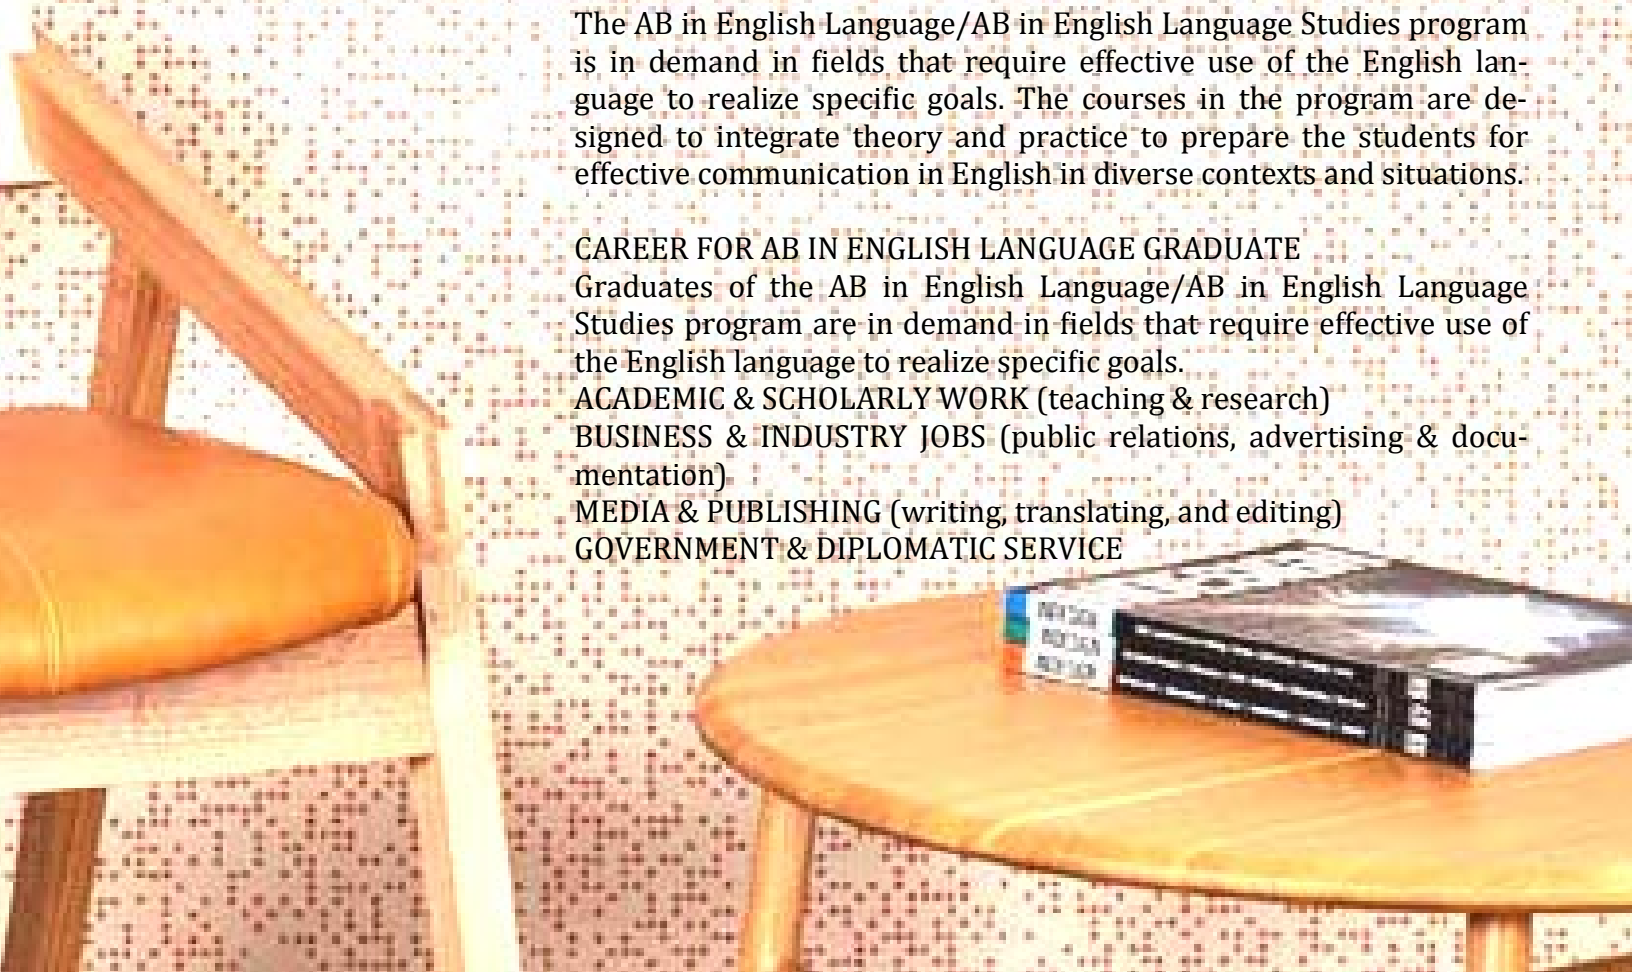 The AB in English Language/AB in English Language Studies program
is in demand in fields that require effective use of the English lan-
guage to realize specific goals. The courses in the program are de-
signed to integrate theory and practice to prepare the students for
effective communication in English in diverse contexts and situations.
CAREER FOR AB IN ENGLISH LANGUAGE GRADUATE
Graduates of the AB in English Language/AB in English Language
Studies program are in demand in fields that require effective use of
the English language to realize specific goals.
ACADEMIC & SCHOLARLY WORK (teaching & research)
BUSINESS & INDUSTRY JOBS (public relations, advertising & docu-
mentation)
MEDIA & PUBLISHING (writing, translating, and editing)
GOVERNMENT & DIPLOMATIC SERVICE